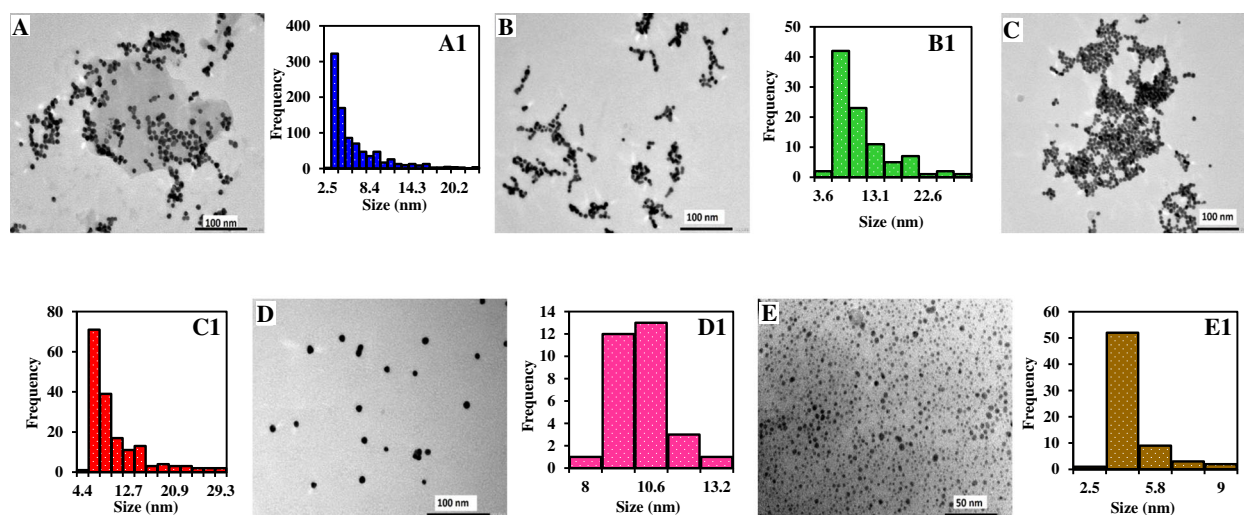 A
100 nm
A1
Frequency
400
300
200
100
0
2.5 8.4 14.3 20.2
Size (nm)
B
100 nm
B1
Frequency
50
40
30
20
10
0
3.6 13.1 22.6
Size (nm)
C
100 nm
C1
Frequency
80
60
40
20
0
4.4 12.7 20.9 29.3
Size (nm)
D
100 nm
D1
Frequency
14
12
10
8
6
4
2
0
8 10.6 13.2
Size (nm)
E
50 nm
E1
Frequency
60
50
40
30
20
10
0
2.5 5.8 9
Size (nm)